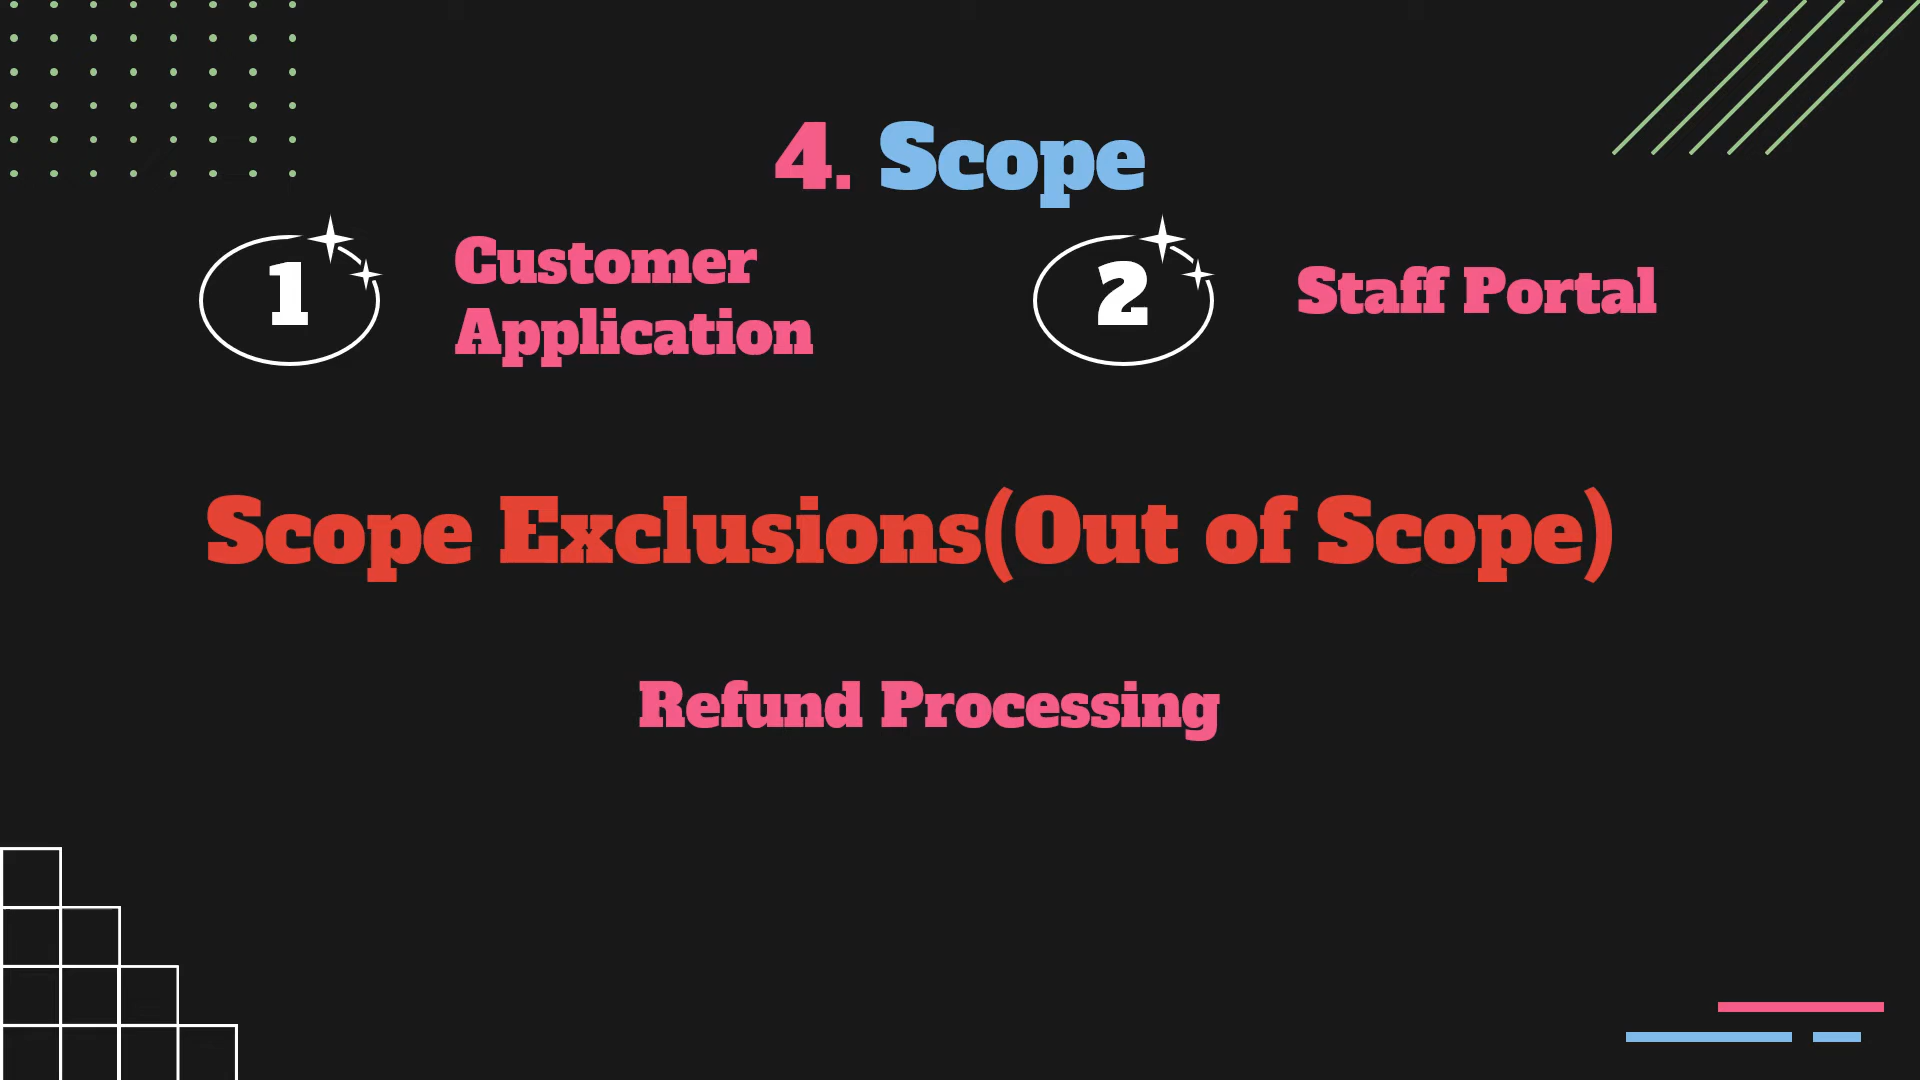 4. Scope
1
Customer
Application
2
Staff Portal
Scope Exclusions(Out of Scope)
Refund Processing